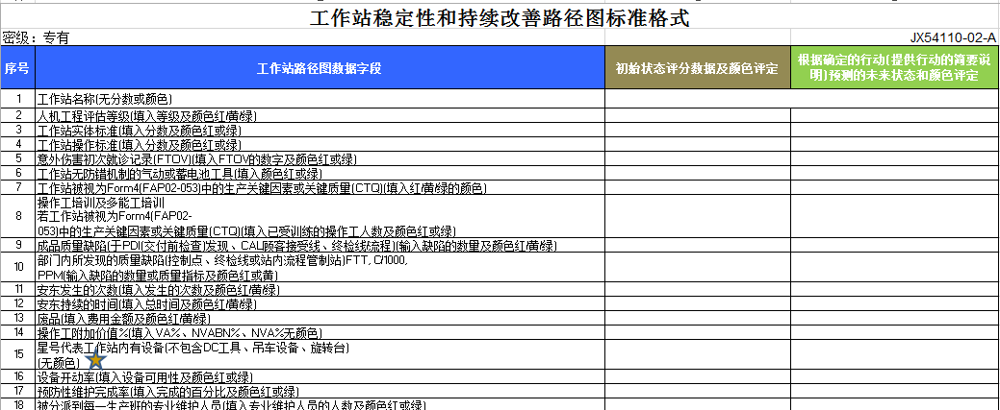 工作站稳定性和持续改善路径图标准格式
密级：专有
JX54110-02-A
序号
工作站路径图数据字段
初始状态评分数据及颜色评定
根据确定的行动(提供行动的简要说
明)预测的未来状态和颜色评定
1 工作站名称(无分数或颜色)
2 人机工程评估等级(填入等级及颜色红/黄/绿)
3 工作站实体标准(填入分数及颜色红或绿)
4 工作站操作标准(填入分数及颜色红或绿)
5 意外伤害初次就诊记录(FTOV)(填入FTOV的数字及颜色红或绿)
6 工作站无防错机制的气动或蓄电池工具(填入颜色红或绿)
7 工作站被视为Form4(FAP02-053)中的生产关键因素或关键质量(CTQ)(填入红/黄/绿的颜色)
8 操作工培训及多能工培训
若工作站被视为Form4(FAP02-
053)中的生产关键因素或关键质量(CTQ)(填入已受训练的操作工人数及颜色红或绿)
9 成品质量缺陷(于PDI(交付前检查)发现、CAL顾客接受线、终检线/流程)(输入缺陷的数量及颜色红/黄/绿)
10 部门内所发现的质量缺陷(控制点、终检线或站内流程管制站)FTT, C/1000,
PPM(输入缺陷的数量或质量指标及颜色红或黄)
11 安东发生的次数(填入发生的次数及颜色红/黄/绿)
12 安东持续的时间(填入总时间及颜色红/黄/绿)
13 废品(填入费用金额及颜色红/黄/绿)
14 操作工附加价值%(填入VA%、NVABN%、NVA%无颜色)
15 星号代表工作站内有设备(不包含DC工具、吊车设备、旋转台)
(无颜色)
16 设备开动率(填入设备可用性及颜色红或绿)
17 预防性维护完成率(填入完成的百分比及颜色红或绿)
18 被分派到每一生产班的专业维护人员(填入专业维护人员的人数及颜色红或绿)